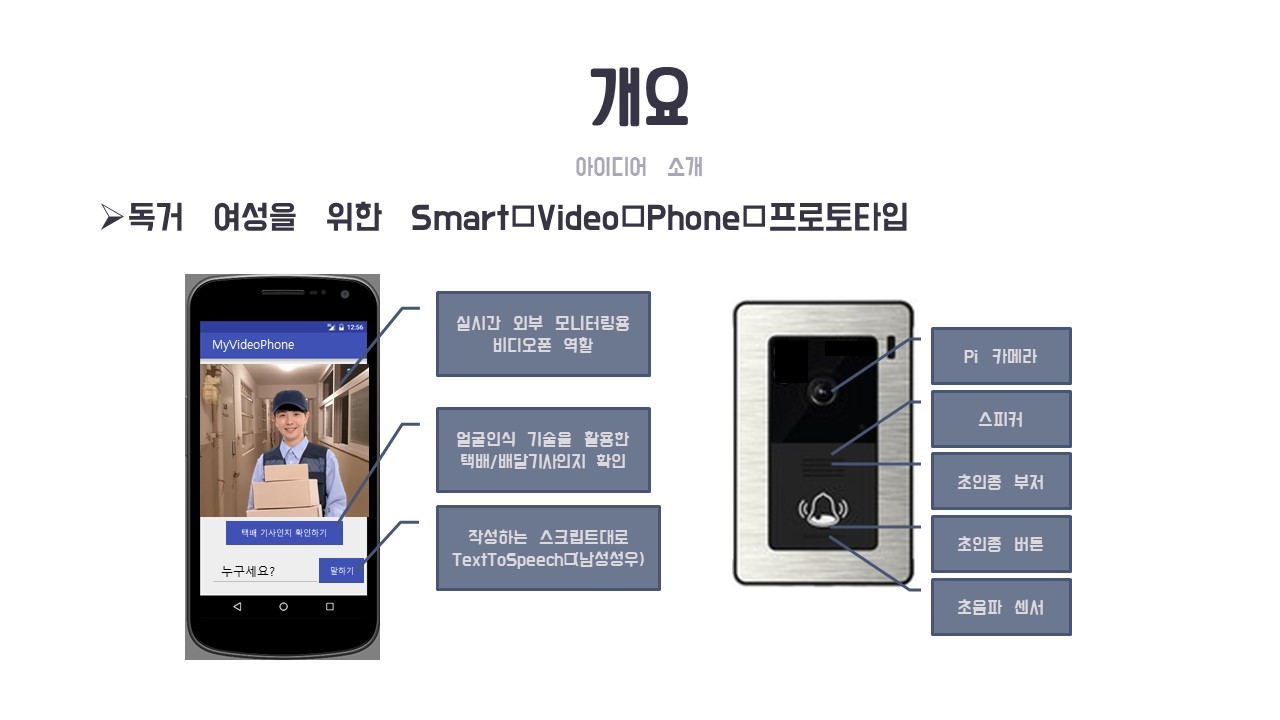 개요
아이디어 소개
➢독거 여성을 위한 Smart□Video□Phone□프로토타입
12:56
MyVideoPhone
택배 기사인지 확인하기
누구세요?
말하기
실시간 외부 모니터링용
비디오폰 역할
얼굴인식 기술을 활용한
택배/배달기사인지 확인
작성하는 스크립트대로
TextToSpeech□(남성성우)
Pi 카메라
스피커
초인종 부저
초인종 버튼
초음파 센서